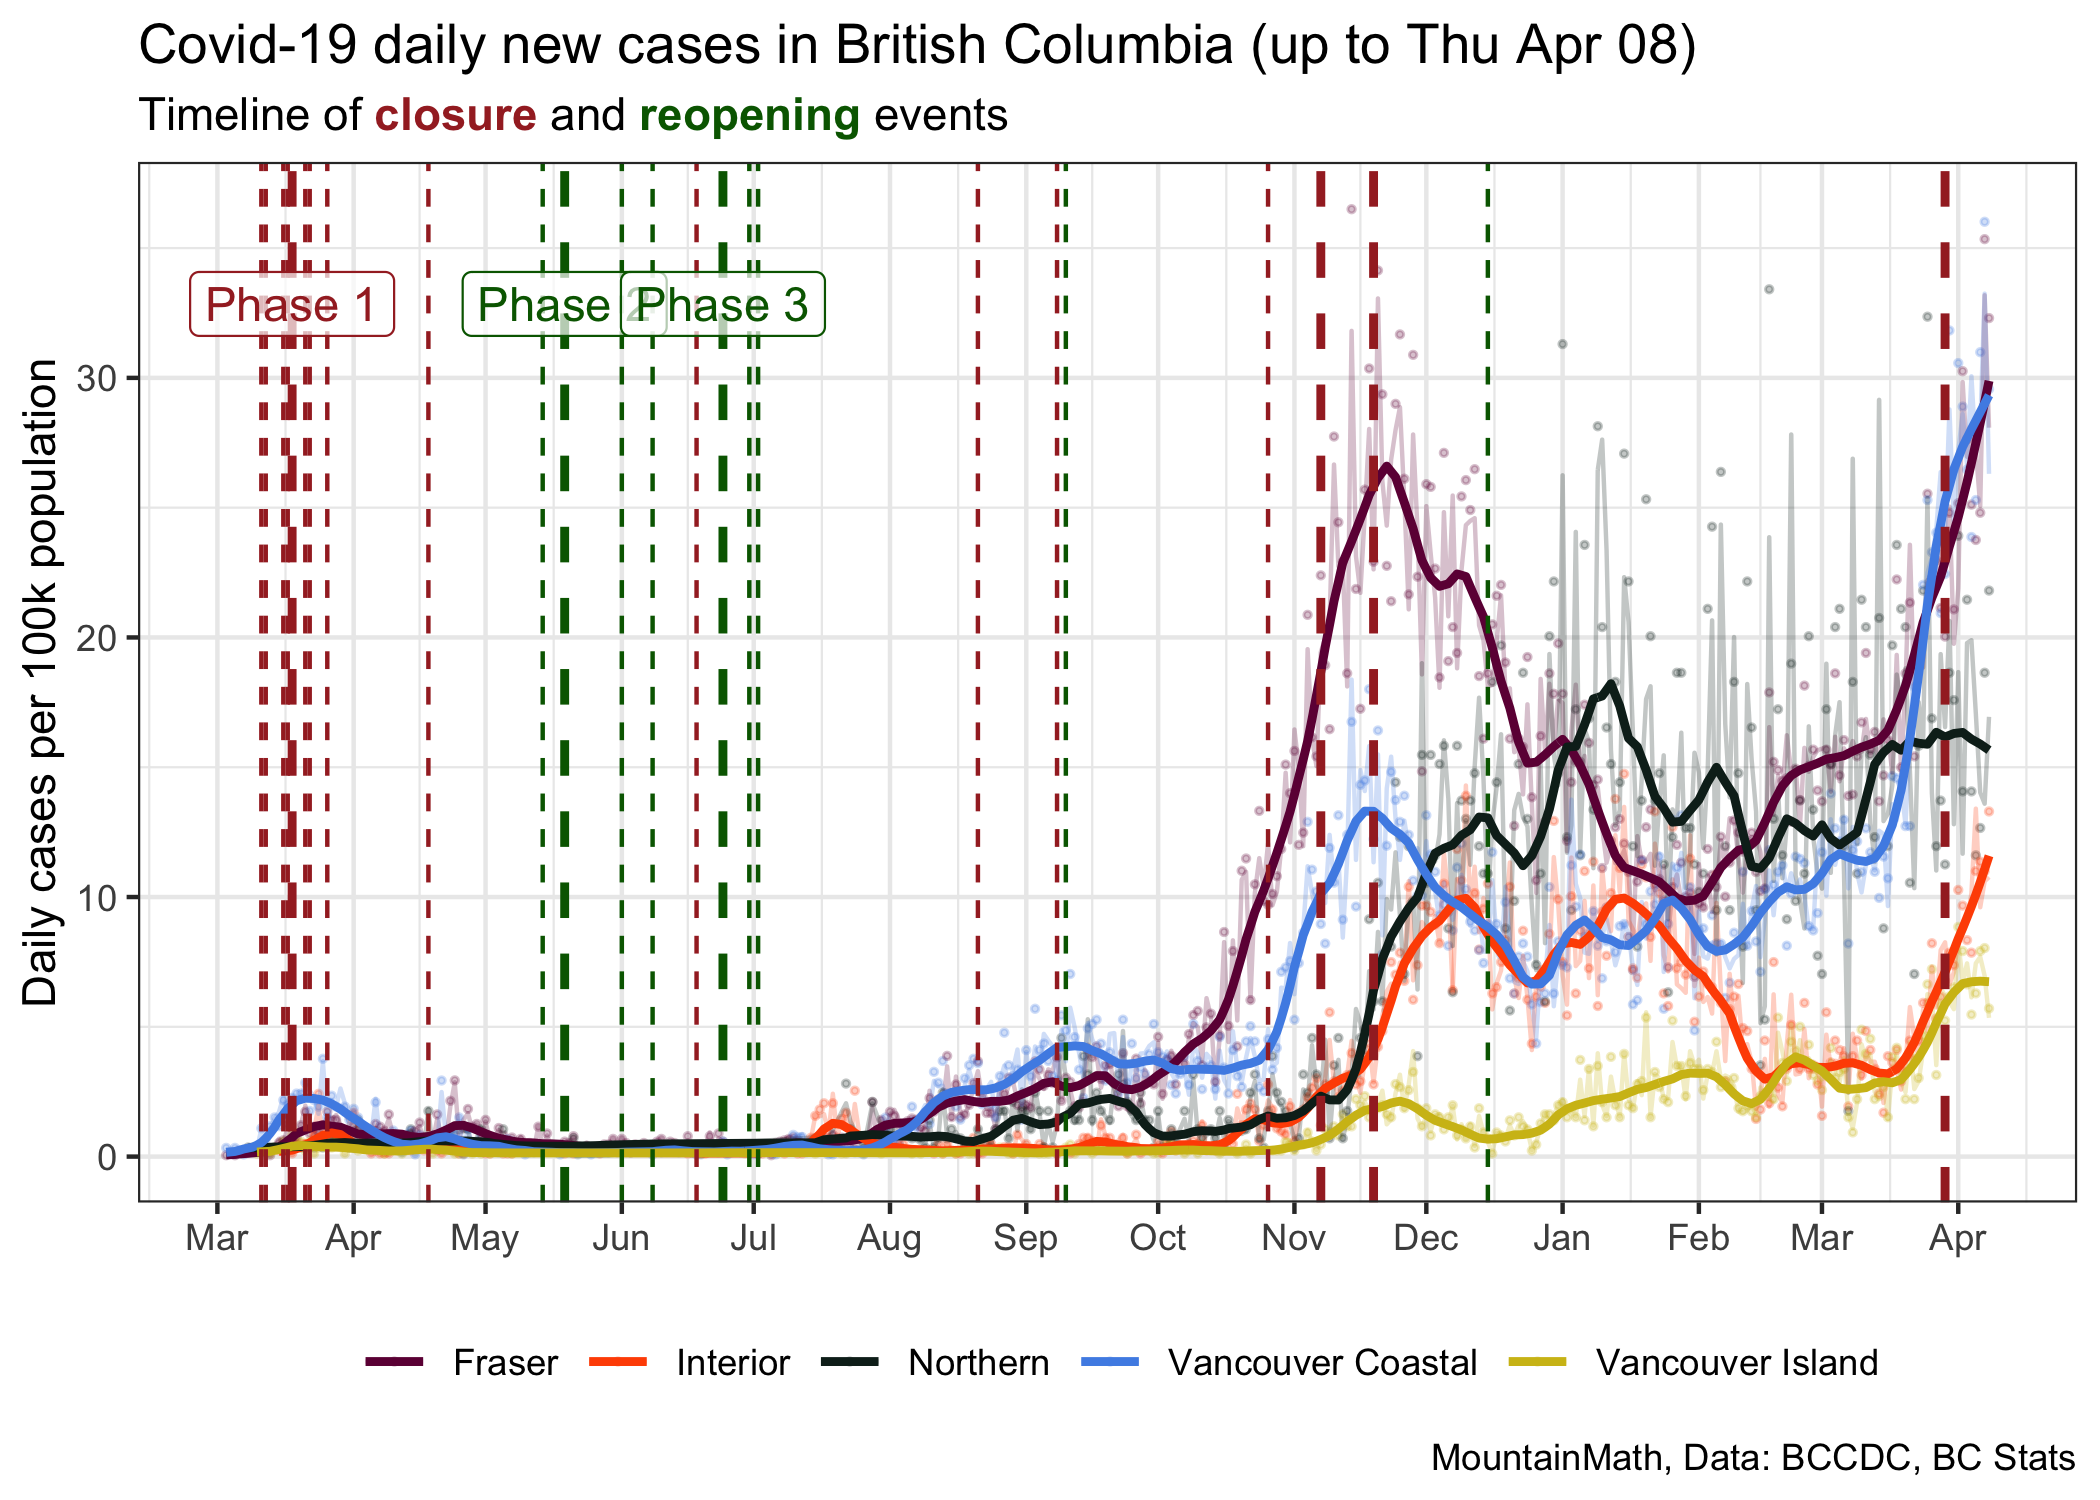 Covid-19 daily new cases in British Columbia (up to Thu Apr 08)
Timeline of closure and reopening events
Daily cases per 100k population
30
20
10
0
Phase 1
Phase 2
Phase 3
Mar Apr May Jun Jul Aug Sep Oct Nov Dec Jan Feb Mar Apr
Fraser Interior Northern Vancouver Coastal Vancouver Island
MountainMath, Data: BCCDC, BC Stats